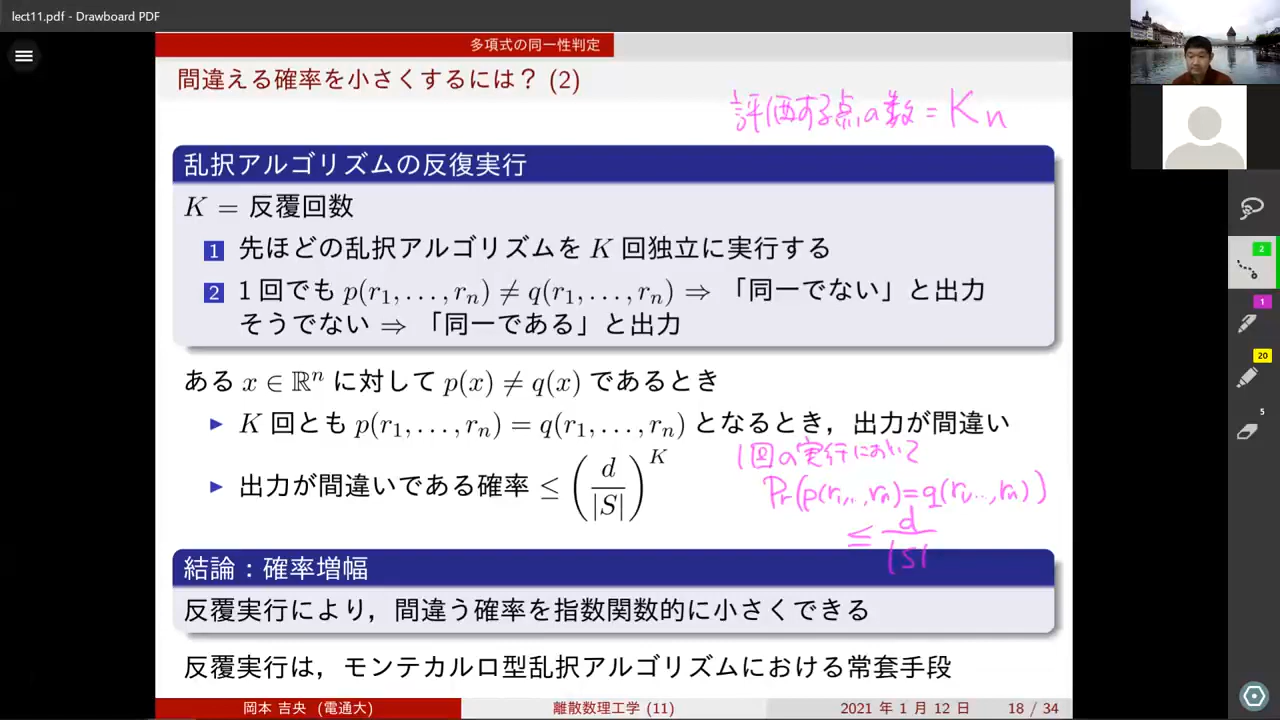 lect11.pdf - Drawboard PDF
多項式の同一性判定
間違える確率を小さくするには? (2)
評価する点の数 = Kn
乱択アルゴリズムの反復実行
K = 反覆回数
1 先ほどの乱択アルゴリズムを K 回独立に実行する
2 1 回でも p(r₁, . . . , rₙ) ≠ q(r₁, . . . , rₙ) ⇒ 「同一でない」と出力
そうでない ⇒ 「同一である」と出力
ある x ∈ ℝⁿ に対して p(x) ≠ q(x) であるとき
▶ K 回とも p(r₁, . . . , rₙ) = q(r₁, . . . , rₙ) となるとき,出力が間違い
1回の実行において
▶ 出力が間違いである確率 ≤ (d/|S|)^K
Pr(p(r₁,..,rₙ)=q(r₁,..,rₙ))
≤ d/|S|
結論:確率増幅
反覆実行により,間違う確率を指数関数的に小さくできる
反覆実行は,モンテカルロ型乱択アルゴリズムにおける常套手段
岡本 吉央 (電通大)
離散数理工学 (11)
2021 年 1 月 12 日
18 / 34
2
1
20
5